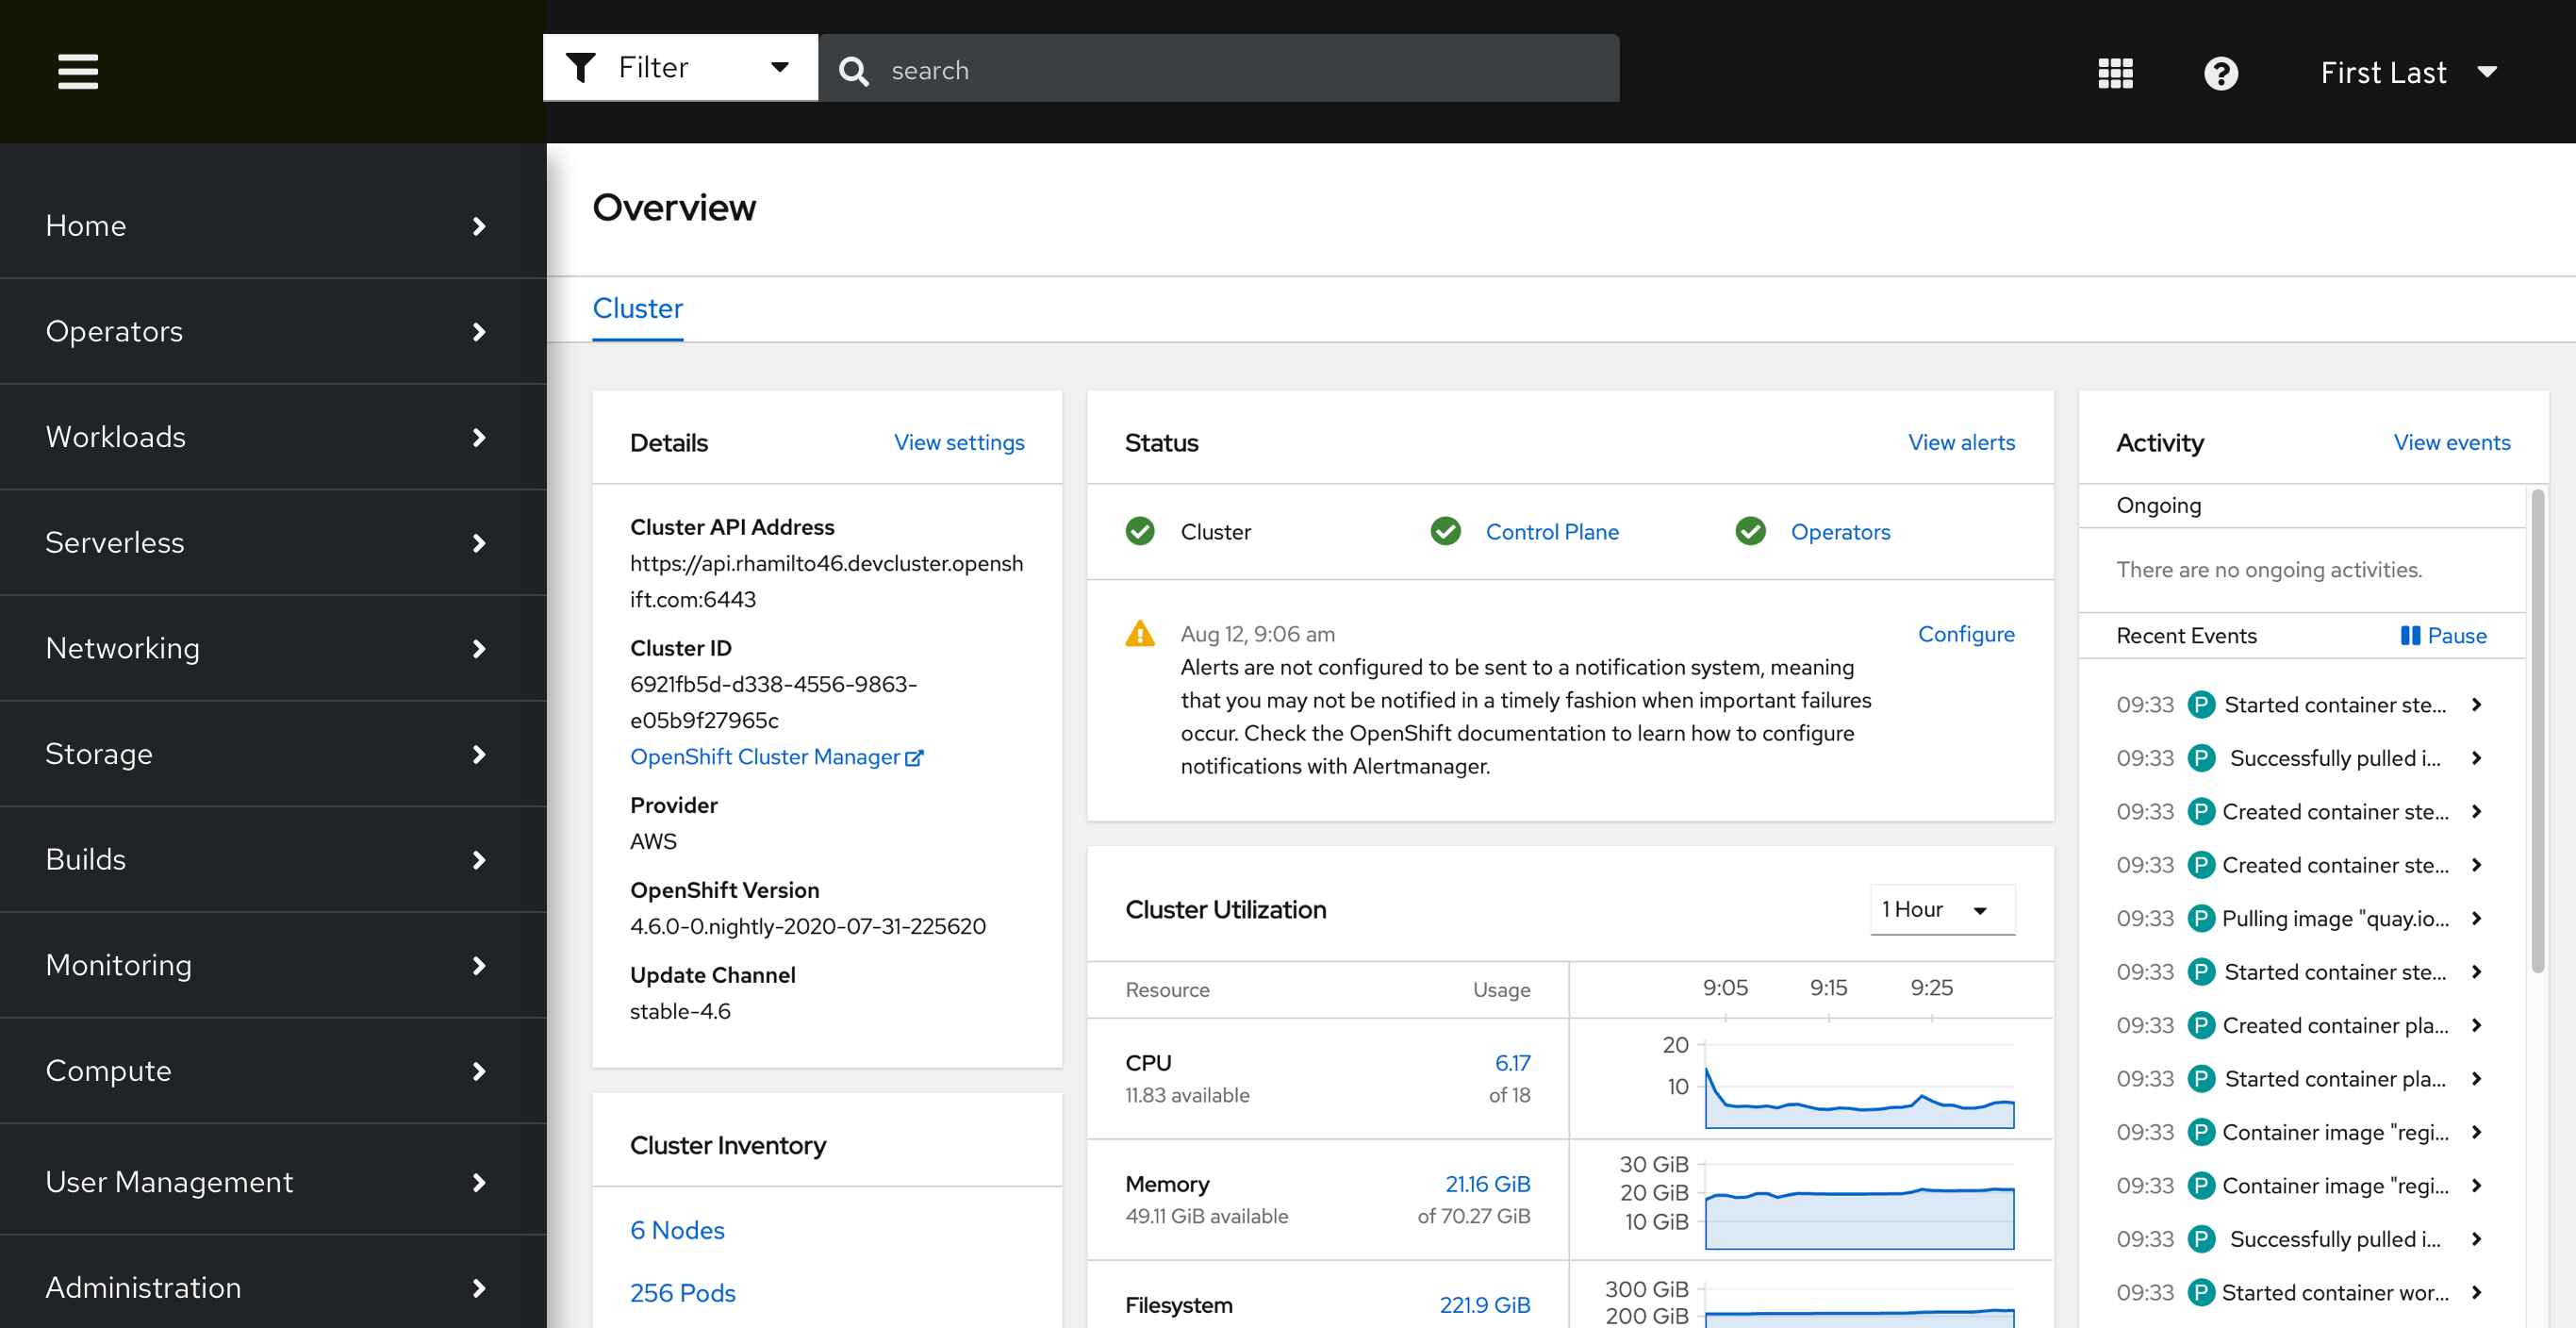 Filter
search
First Last
Home
Operators
Workloads
Serverless
Networking
Storage
Builds
Monitoring
Compute
User Management
Administration
Overview
Cluster
Details
View settings
Cluster API Address
https://api.rhamilto46.devcluster.opensh
ift.com:6443
Cluster ID
6921fb5d-d338-4556-9863-
e05b9f27965c
OpenShift Cluster Manager
Provider
AWS
OpenShift Version
4.6.0-0.nightly-2020-07-31-225620
Update Channel
stable-4.6
Cluster Inventory
6 Nodes
256 Pods
Status
View alerts
Cluster
Control Plane
Operators
Aug 12, 9:06 am
Configure
Alerts are not configured to be sent to a notification system, meaning
that you may not be notified in a timely fashion when important failures
occur. Check the OpenShift documentation to learn how to configure
notifications with Alertmanager.
Cluster Utilization
1 Hour
Resource
Usage
9:05
9:15
9:25
CPU
6.17
11.83 available
of 18
20
10
Memory
21.16 GiB
49.11 GiB available
of 70.27 GiB
30 GiB
20 GiB
10 GiB
Filesystem
221.9 GiB
300 GiB
200 GiB
Activity
View events
Ongoing
There are no ongoing activities.
Recent Events
Pause
09:33 P Started container ste...
09:33 P Successfully pulled i...
09:33 P Created container ste...
09:33 P Created container ste...
09:33 P Pulling image "quay.io...
09:33 P Started container ste...
09:33 P Created container pla...
09:33 P Started container pla...
09:33 P Container image "regi...
09:33 P Container image "regi...
09:33 P Successfully pulled i...
09:33 P Started container wor...